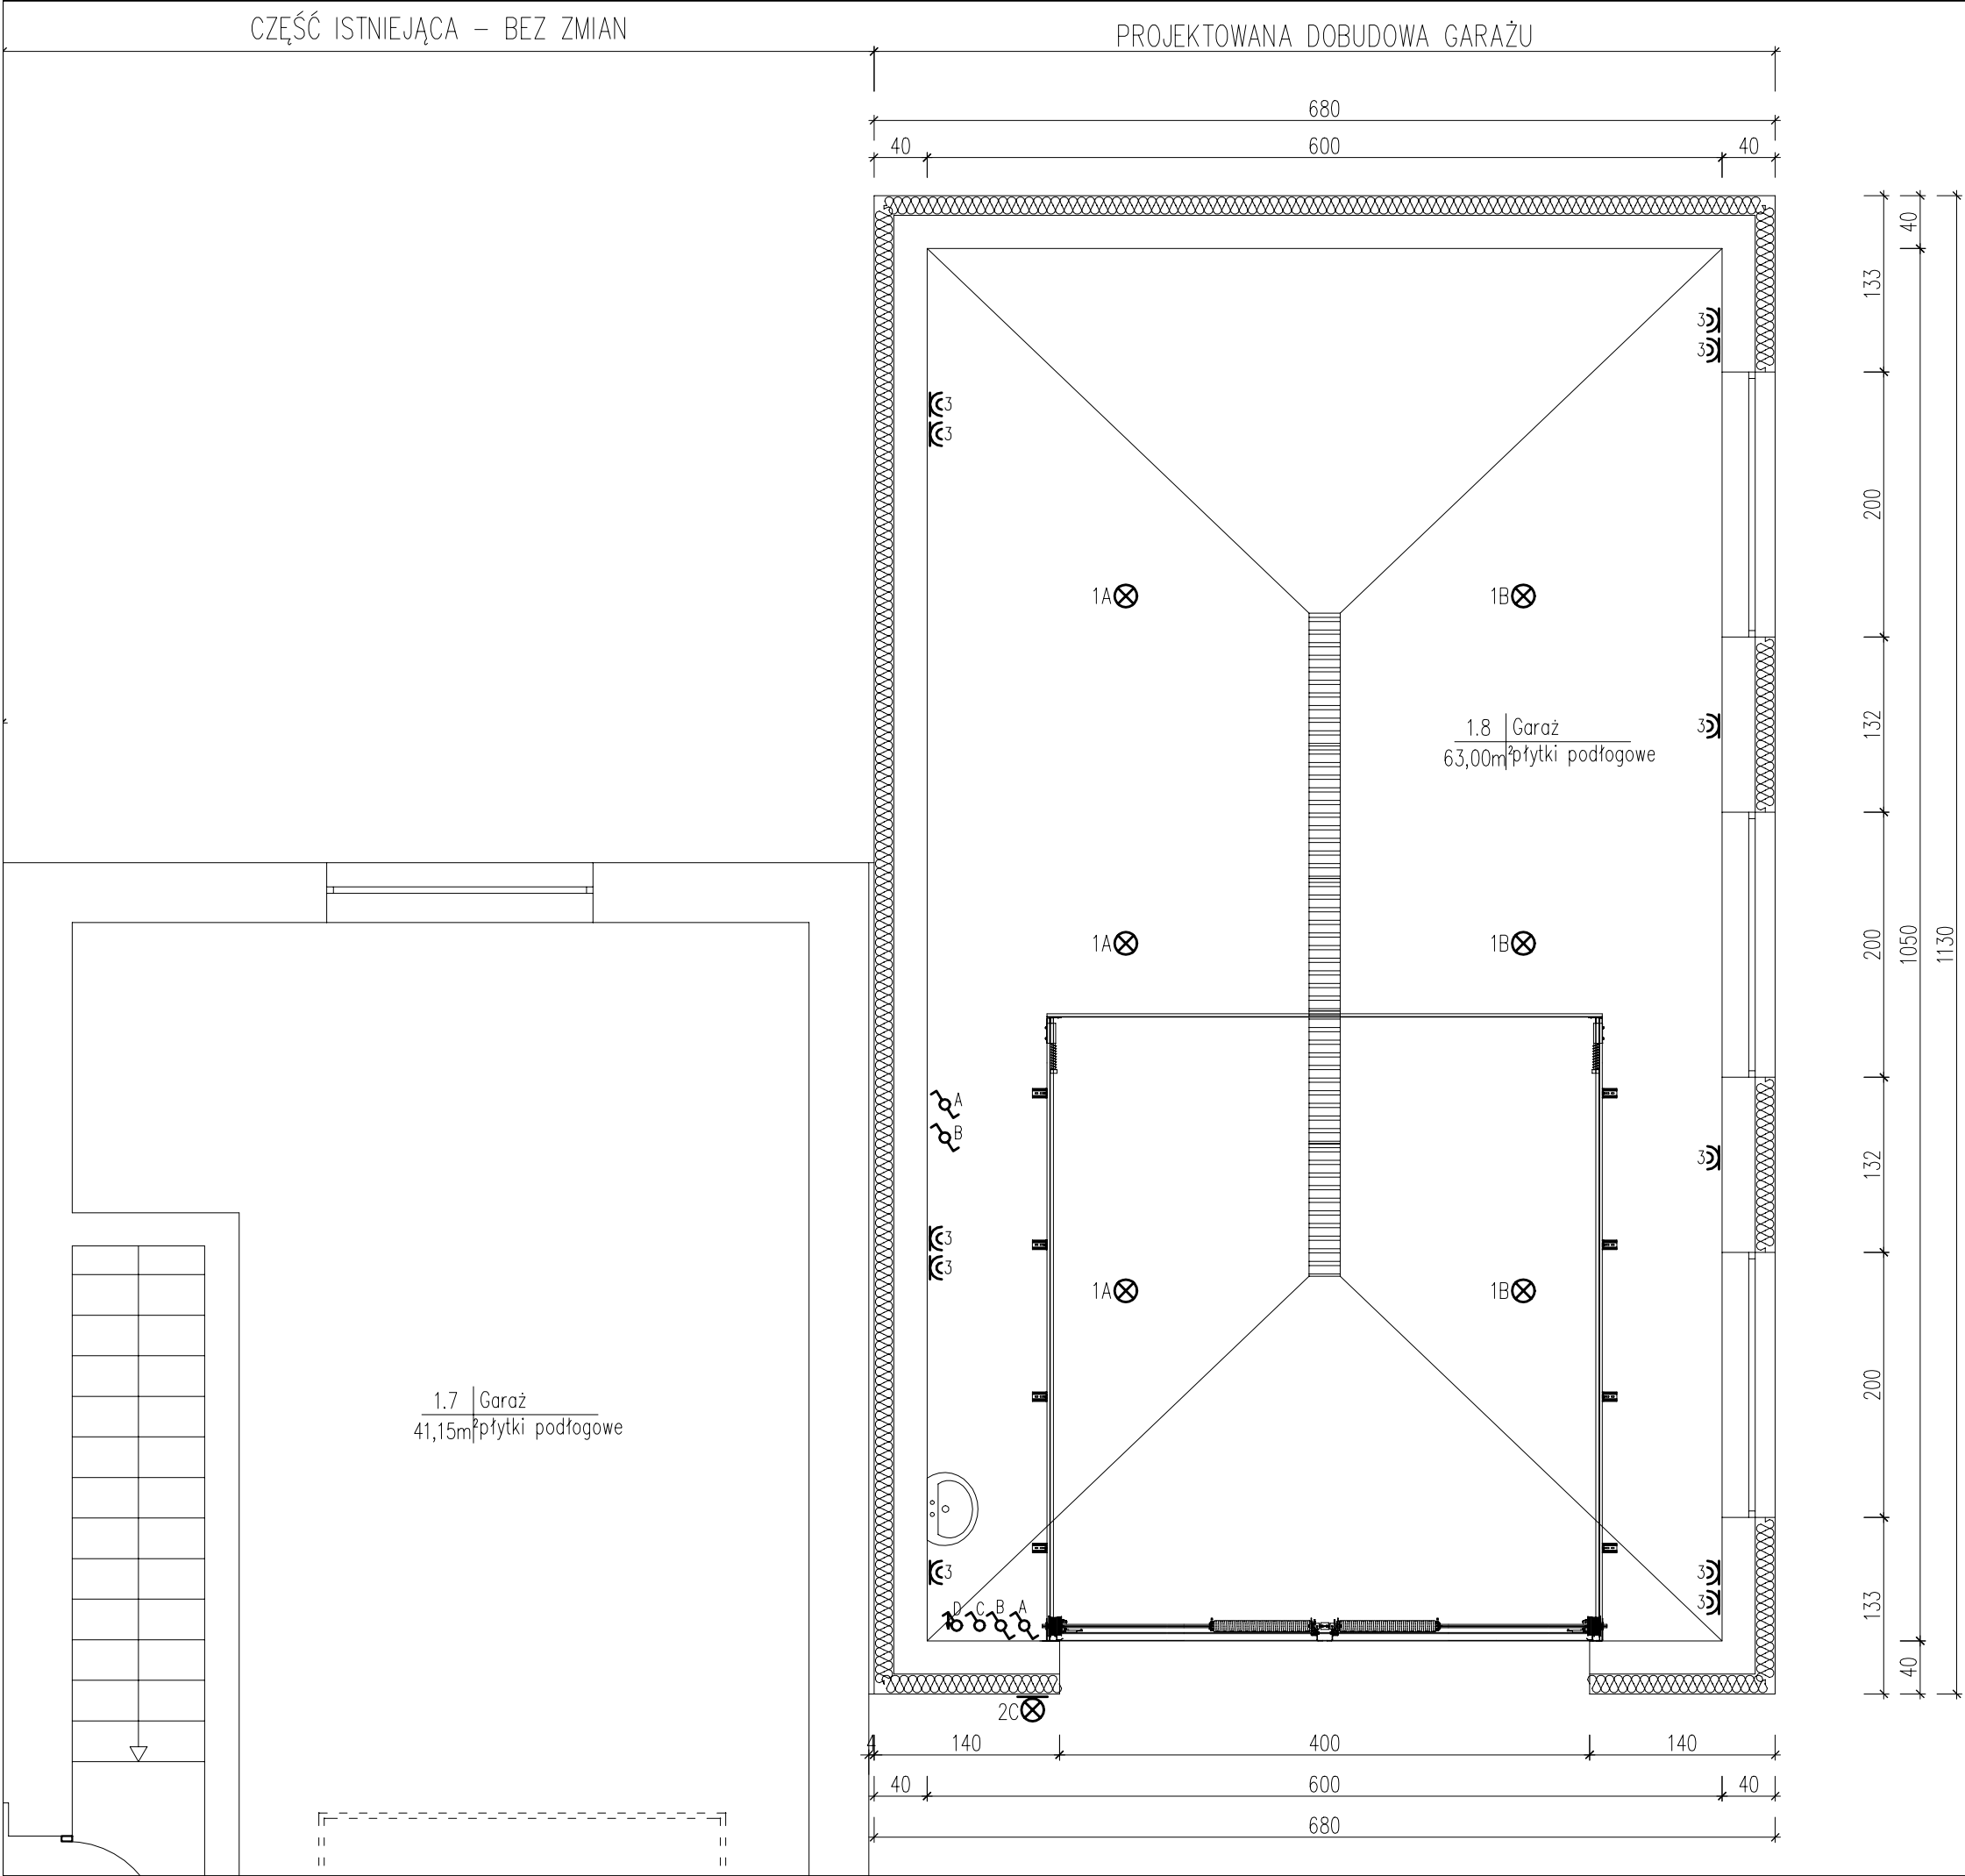 CZĘŚĆ ISTNIEJĄCA – BEZ ZMIAN
PROJEKTOWANA DOBUDOWA GARAŻU
680
40 600 40
40
133
3
3
3
3
200
1A 1B
1.8 Garaż
63,00m² płytki podłogowe
3
132
1A 1B
200
1050
1130
A
B
3
132
3
3
1A 1B
200
1.7 Garaż
41,15m² płytki podłogowe
3
3
3
D C B A
133
40
2C
4 140 400 140
40 600 40
680